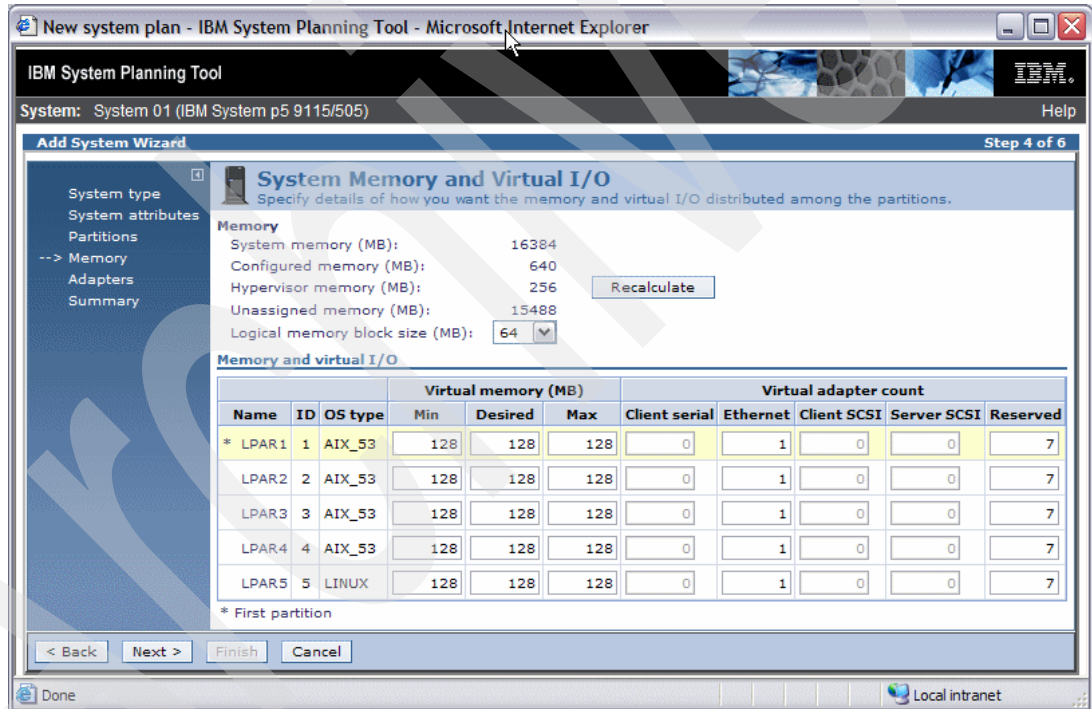 New system plan - IBM System Planning Tool - Microsoft Internet Explorer
IBM System Planning Tool
IBM.
System: System 01 (IBM System p5 9115/505)
Help
Add System Wizard
Step 4 of 6
System type
System attributes
Partitions
--> Memory
Adapters
Summary
System Memory and Virtual I/O
Specify details of how you want the memory and virtual I/O distributed among the partitions.
Memory
System memory (MB): 16384
Configured memory (MB): 640
Hypervisor memory (MB): 256 Recalculate
Unassigned memory (MB): 15488
Logical memory block size (MB): 64
Memory and virtual I/O
Virtual memory (MB) Virtual adapter count
Name ID OS type Min Desired Max Client serial Ethernet Client SCSI Server SCSI Reserved
* LPAR1 1 AIX_53 128 128 128 0 1 0 0 7
LPAR2 2 AIX_53 128 128 128 0 1 0 0 7
LPAR3 3 AIX_53 128 128 128 0 1 0 0 7
LPAR4 4 AIX_53 128 128 128 0 1 0 0 7
LPAR5 5 LINUX 128 128 128 0 1 0 0 7
* First partition
< Back Next > Finish Cancel
Done
Local intranet